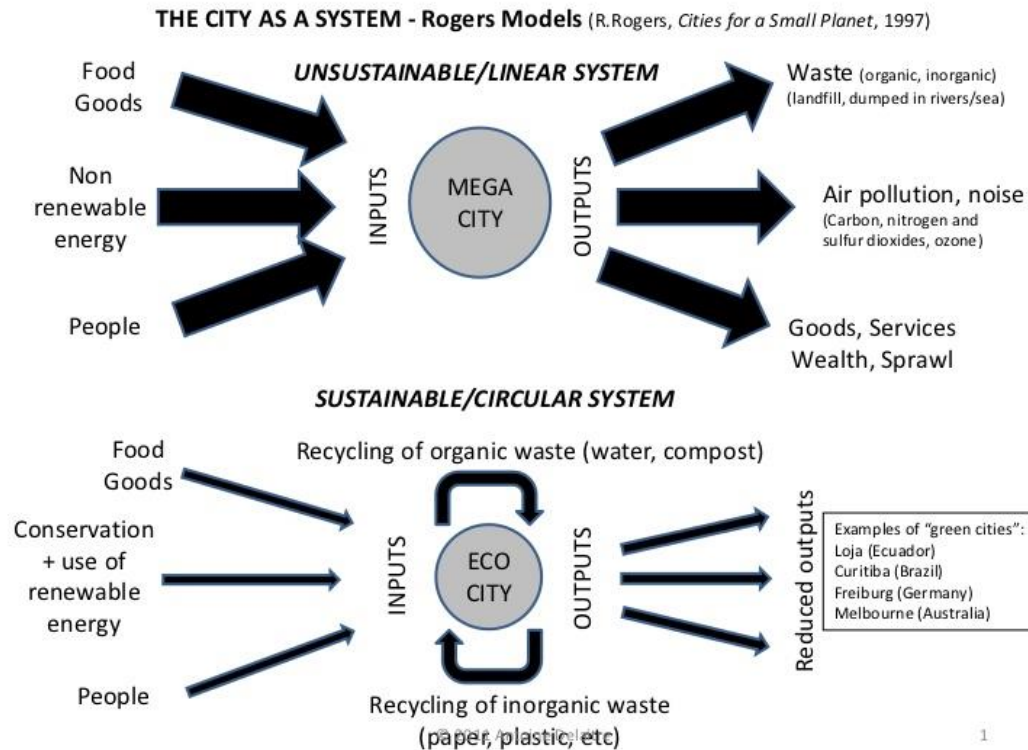 THE CITY AS A SYSTEM - Rogers Models (R.Rogers, Cities for a Small Planet, 1997)
UNSUSTAINABLE/LINEAR SYSTEM
Food
Goods
Non
renewable
energy
People
INPUTS
MEGA
CITY
OUTPUTS
Waste (organic, inorganic)
(landfill, dumped in rivers/sea)
Air pollution, noise
(Carbon, nitrogen and
sulfur dioxides, ozone)
Goods, Services
Wealth, Sprawl
SUSTAINABLE/CIRCULAR SYSTEM
Recycling of organic waste (water, compost)
Food
Goods
Conservation
+ use of
renewable
energy
People
INPUTS
ECO
CITY
OUTPUTS
Reduced outputs
Examples of "green cities":
Loja (Ecuador)
Curitiba (Brazil)
Freiburg (Germany)
Melbourne (Australia)
Recycling of inorganic waste
(paper, plastic, etc)
© 2011
1